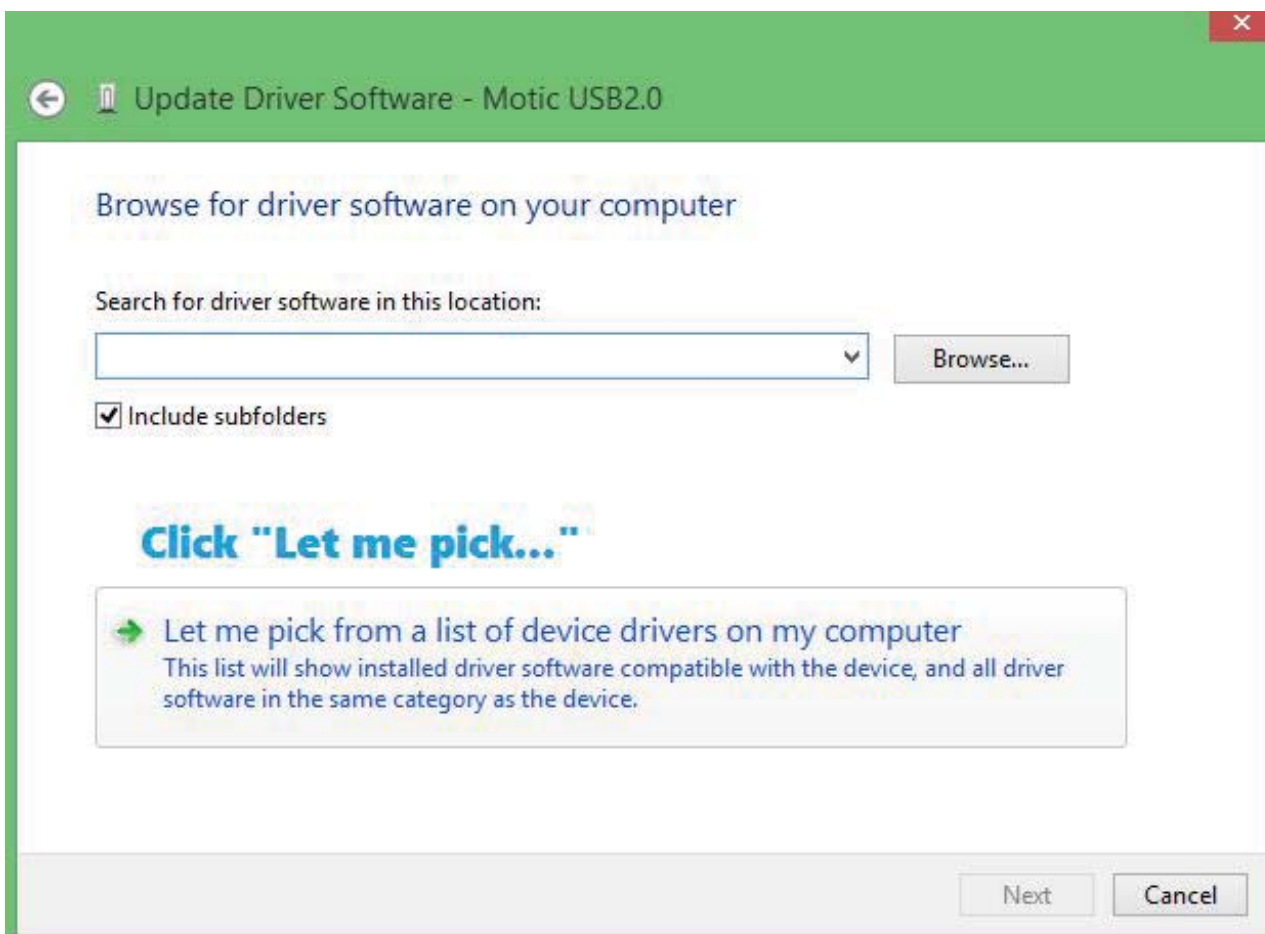 Update Driver Software - Motic USB2.0
Browse for driver software on your computer
Search for driver software in this location:
Browse...
Include subfolders
Click "Let me pick..."
Let me pick from a list of device drivers on my computer
This list will show installed driver software compatible with the device, and all driver
software in the same category as the device.
Next
Cancel